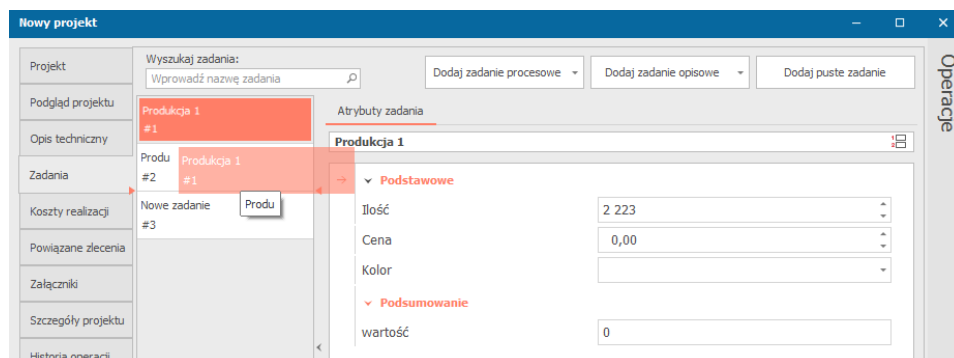 Nowy projekt
Projekt
Podgląd projektu
Opis techniczny
Zadania
Koszty realizacji
Powiązane zlecenia
Załączniki
Szczegóły projektu
Historia operacji
Wyszukaj zadania:
Wprowadź nazwę zadania
Dodaj zadanie procesowe
Dodaj zadanie opisowe
Dodaj puste zadanie
Operacje
Produkcja 1
#1
Produ
#2
Produkcja 1
#1
Produ
Nowe zadanie
#3
Atrybuty zadania
Produkcja 1
Podstawowe
Ilość 2 223
Cena 0,00
Kolor
Podsumowanie
wartość 0